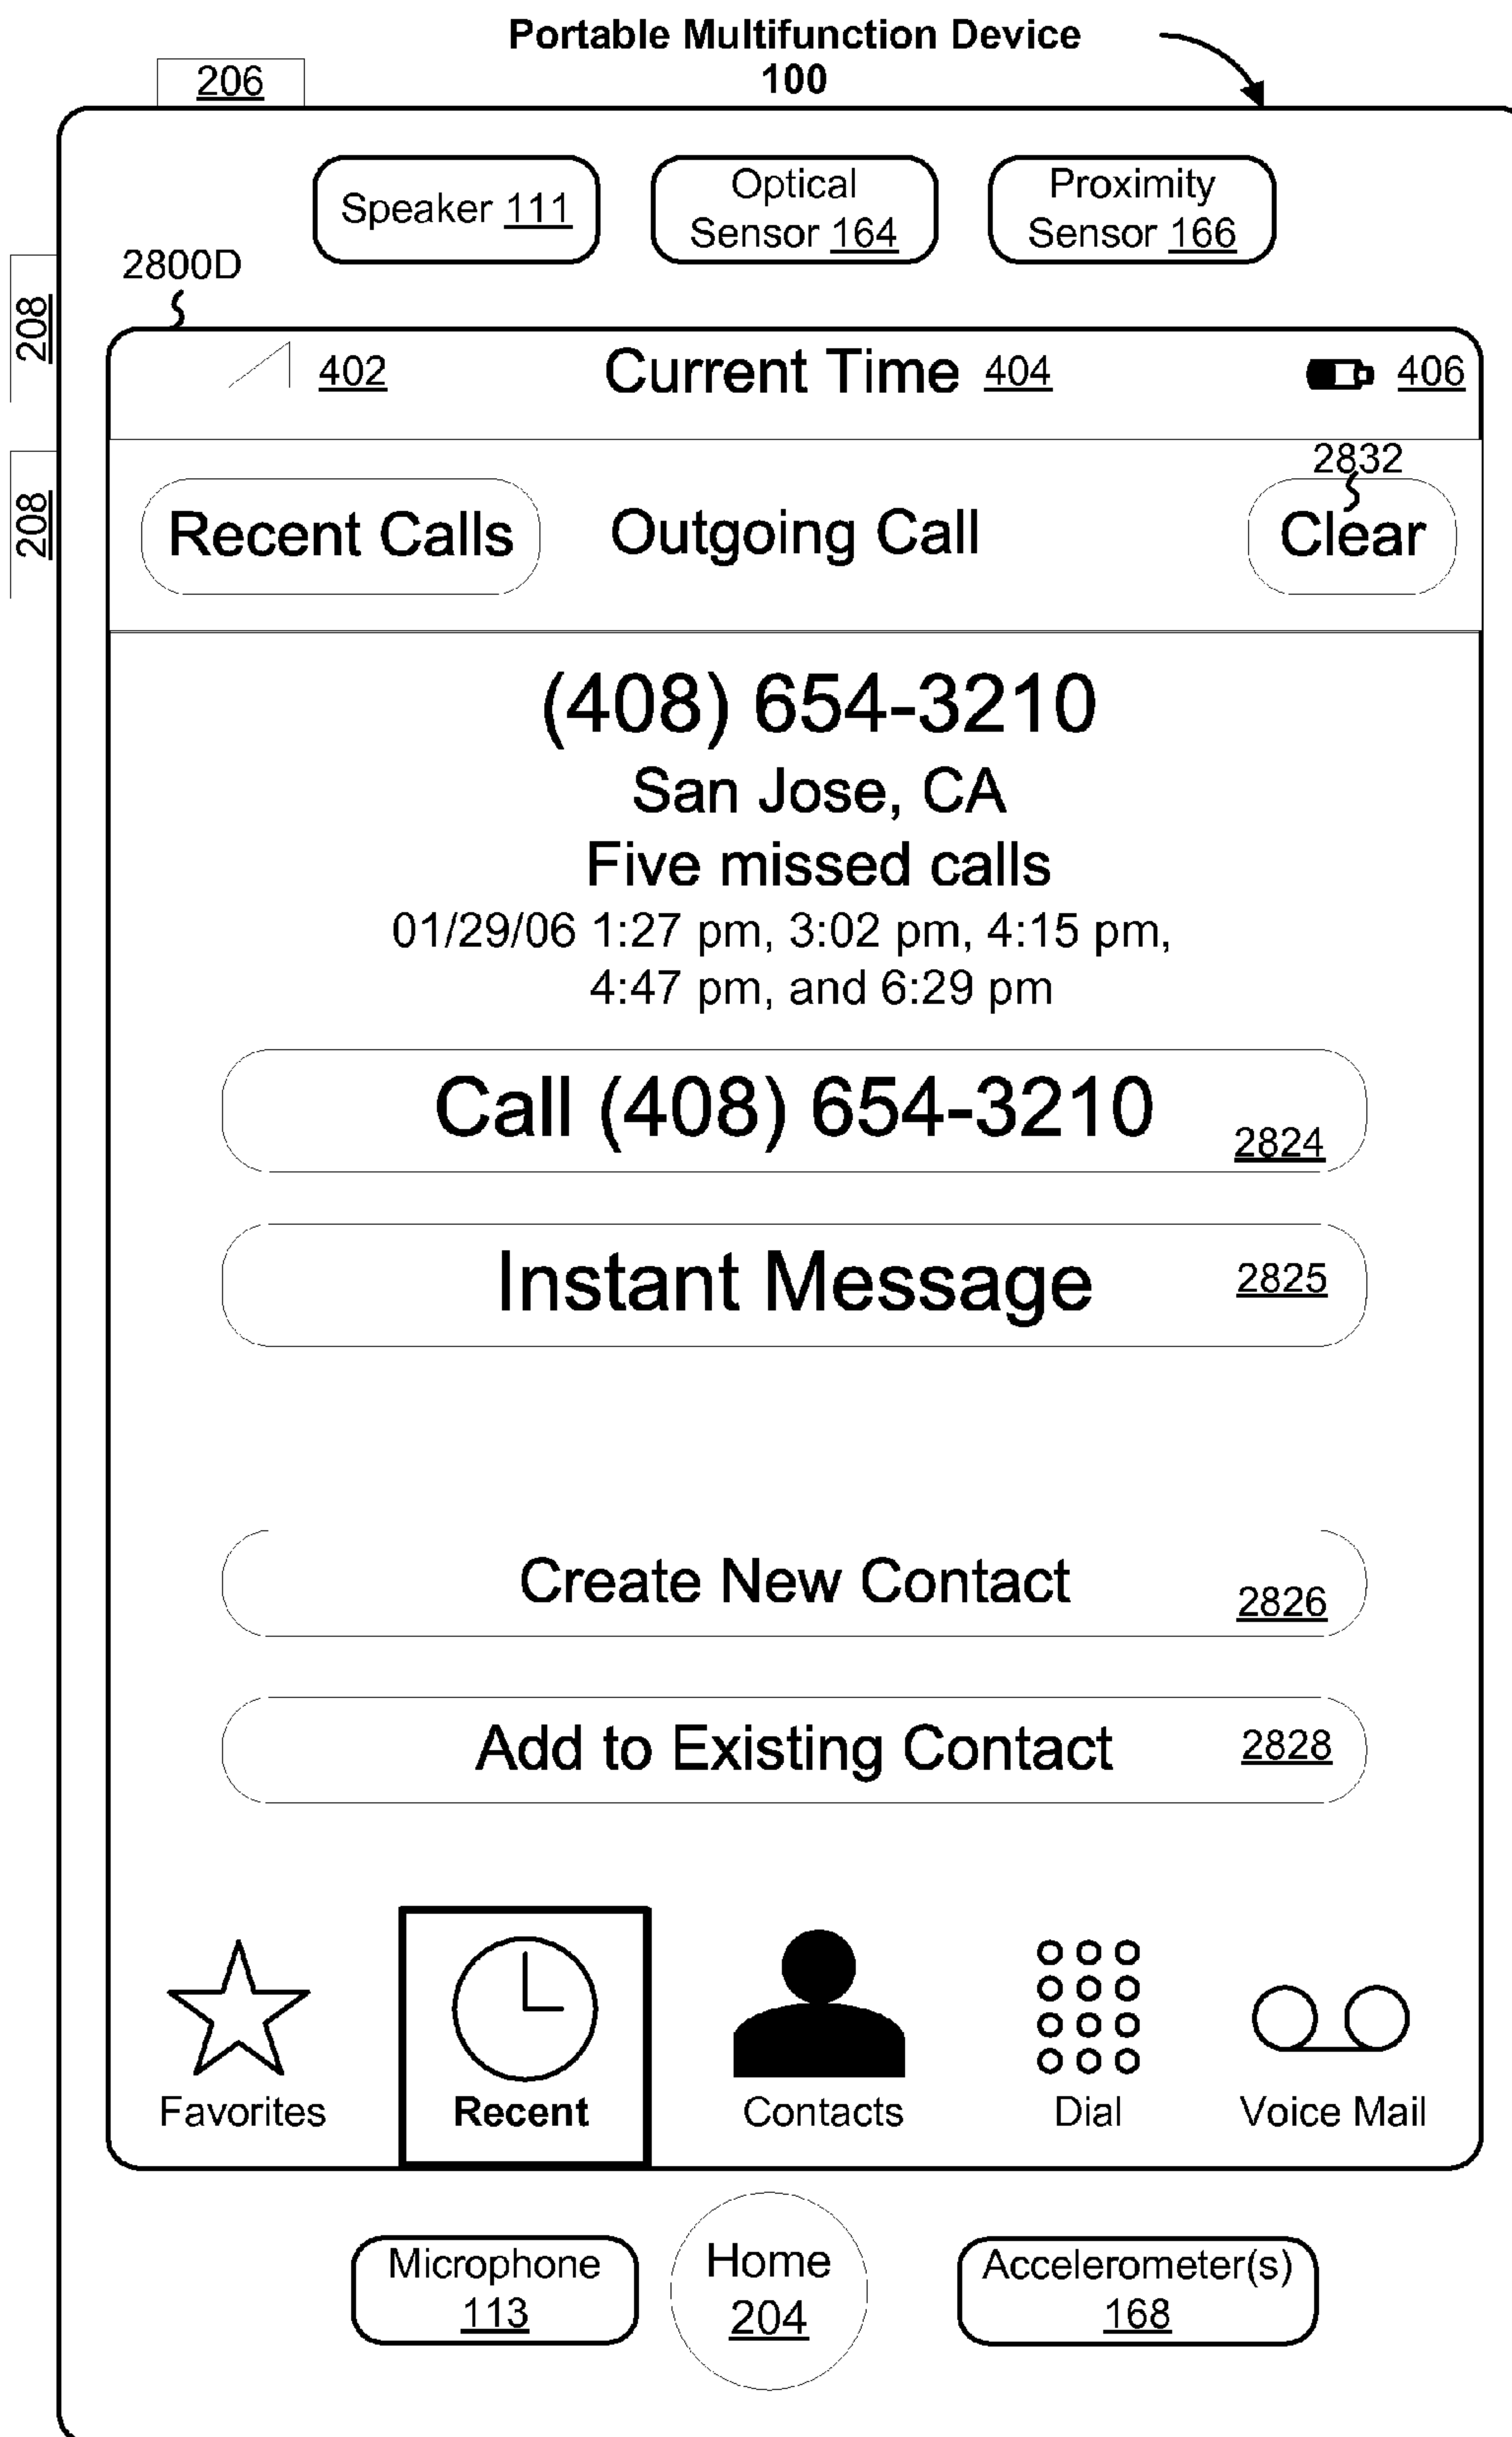 Portable Multifunction Device
100
206
Speaker 111
Optical
Sensor 164
Proximity
Sensor 166
208
208
2800D
402
Current Time 404
406
2832
Recent Calls
Outgoing Call
Clear
(408) 654-3210
San Jose, CA
Five missed calls
01/29/06 1:27 pm, 3:02 pm, 4:15 pm,
4:47 pm, and 6:29 pm
Call (408) 654-3210 2824
Instant Message 2825
Create New Contact 2826
Add to Existing Contact 2828
Favorites
Recent
Contacts
Dial
Voice Mail
Microphone
113
Home
204
Accelerometer(s)
168